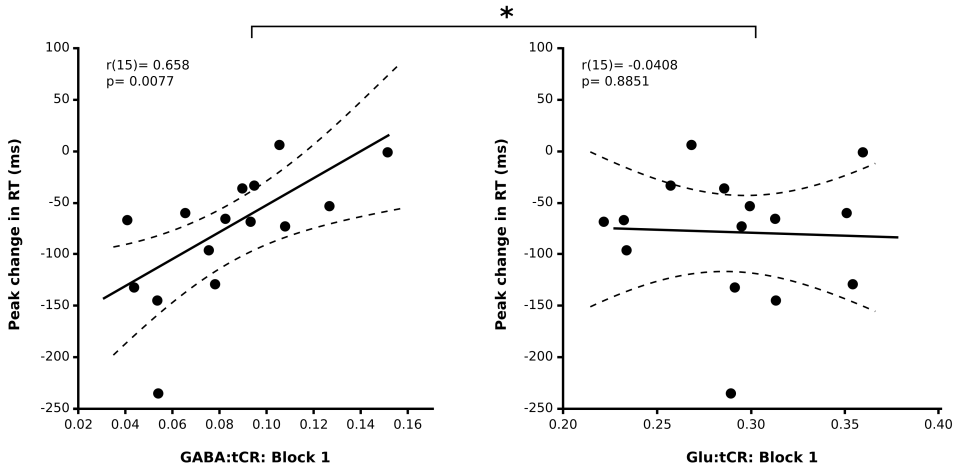 *
r(15)= 0.658
p= 0.0077
100
50
0
-50
-100
-150
-200
-250
Peak change in RT (ms)
0.02 0.04 0.06 0.08 0.10 0.12 0.14 0.16
GABA:tCR: Block 1
r(15)= -0.0408
p= 0.8851
100
50
0
-50
-100
-150
-200
-250
Peak change in RT (ms)
0.20 0.25 0.30 0.35 0.40
Glu:tCR: Block 1